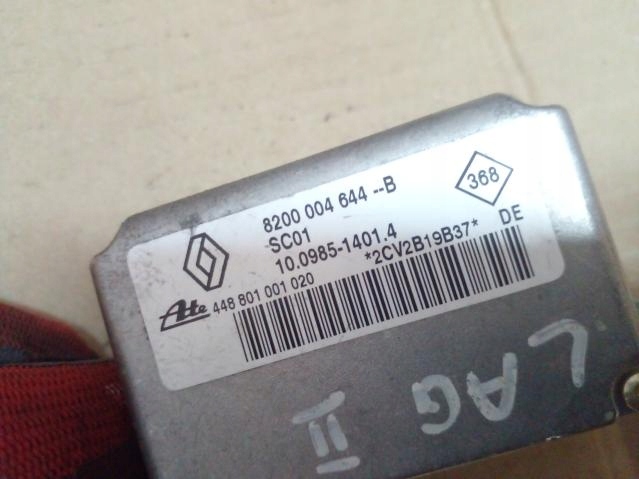 8200 004 644 --B
368
SC01
10.0985-1401.4
*2CV2B19B37* DE
Ate 448 801 001 020
LAG
II